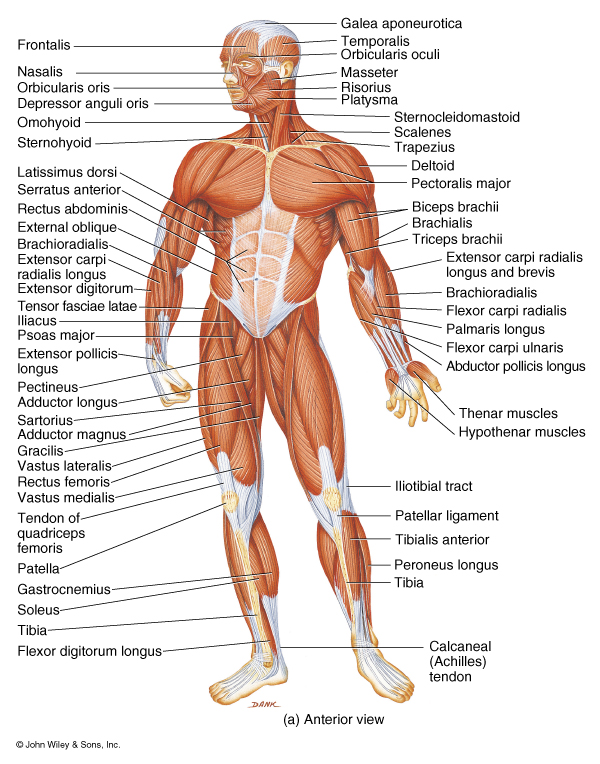 Galea aponeurotica
Frontalis
Temporalis
Orbicularis oculi
Nasalis
Masseter
Orbicularis oris
Risorius
Depressor anguli oris
Platysma
Omohyoid
Sternocleidomastoid
Sternohyoid
Scalenes
Trapezius
Latissimus dorsi
Deltoid
Serratus anterior
Pectoralis major
Rectus abdominis
Biceps brachii
External oblique
Brachialis
Brachioradialis
Triceps brachii
Extensor carpi
radialis longus
Extensor carpi radialis
longus and brevis
Extensor digitorum
Brachioradialis
Tensor fasciae latae
Flexor carpi radialis
Iliacus
Palmaris longus
Psoas major
Flexor carpi ulnaris
Extensor pollicis
longus
Abductor pollicis longus
Pectineus
Adductor longus
Thenar muscles
Sartorius
Hypothenar muscles
Adductor magnus
Gracilis
Vastus lateralis
Rectus femoris
Iliotibial tract
Vastus medialis
Patellar ligament
Tendon of
quadriceps
femoris
Tibialis anterior
Patella
Peroneus longus
Gastrocnemius
Tibia
Soleus
Tibia
Flexor digitorum longus
Calcaneal
(Achilles)
tendon
DANK
(a) Anterior view
© John Wiley & Sons, Inc.